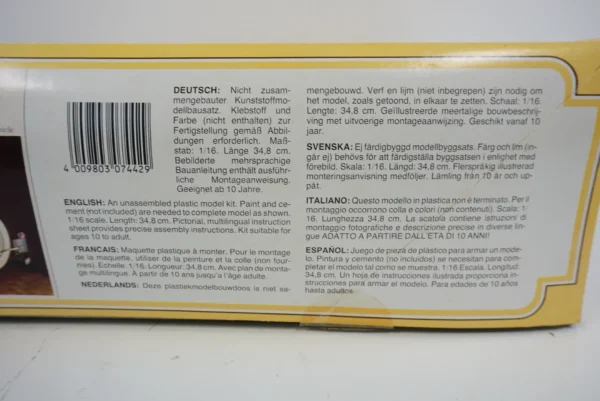 DEUTSCH: Nicht zusam-
mengebauter Kunststoffmo-
dellbausatz. Klebstoff und
Farbe (nicht enthalten) zur
Fertigstellung gemäß Abbil-
dungen erforderlich. Maß-
stab: 1/16. Länge 34,8 cm.
Bebilderte mehrsprachige
Bauanleitung enthält ausführ-
liche Montageanweisung.
Geeignet ab 10 Jahre.
4 009803 074429
ENGLISH: An unassembled plastic model kit. Paint and ce-
ment (not included) are needed to complete model as shown.
1/16 scale. Length: 34,8 cm. Pictorial, multilingual instruction
sheet provides precise assembly instructions. Kit suitable for
ages 10 to adult.
FRANCAIS: Maquette plastique à monter. Pour le montage
de la maquette, utiliser de la peinture et la colle (non four-
nies). Echelle: 1/16. Longueur: 34,8 cm. Avec plan de monta-
ge multilingue. A partir de 10 ans jusqu'a l'âge adulte.
NEDERLANDS: Deze plastiekmodelbouwdoos is niet sa-
mengebouwd. Verf en lijm (niet inbegrepen) zijn nodig om
het model, zoals getoond, in elkaar te zetten. Schaal: 1/16.
Lengte: 34,8 cm. Geïllustreerde meertalige bouwbeschrij-
ving met uitvoerige montageaanwijzing. Geschikt vanaf 10
jaar.
SVENSKA: Ej färdigbyggd modellbyggsats. Färg och lim (in-
går ej) behövs för att färdigställa byggsatsen i enlighet med
förebild. Skala: 1/16. Längd: 34,8 cm. Flerspråkig illustrerad
monteringsanvisning medföljer. Lämling från 10 år och up-
påt.
ITALIANO: Questo modello in plastica non è terminato. Per il
montaggio occorrono colla e colori (non contenuti). Scala: 1/
16. Lunghezza: 34,8 cm. La scatola contiene istruzioni di
montaggio fotografiche e descrizione precise in diverse lin-
gue ADATTO A PARTIRE DALL'ETA DI 10 ANNI!
ESPAÑOL: Juego de pieza de plástico para armar un mode-
lo. Pintura y cemento (no incluidos) se necesitan para com-
pletar el modelo tal como se muestra. 1/16 Escala. Longitud:
34,8 cm. Un hoja de instrucciones ilustrada proporciona in-
strucciones para armar el modelo. Para edades de 10 años
hasta adultos.